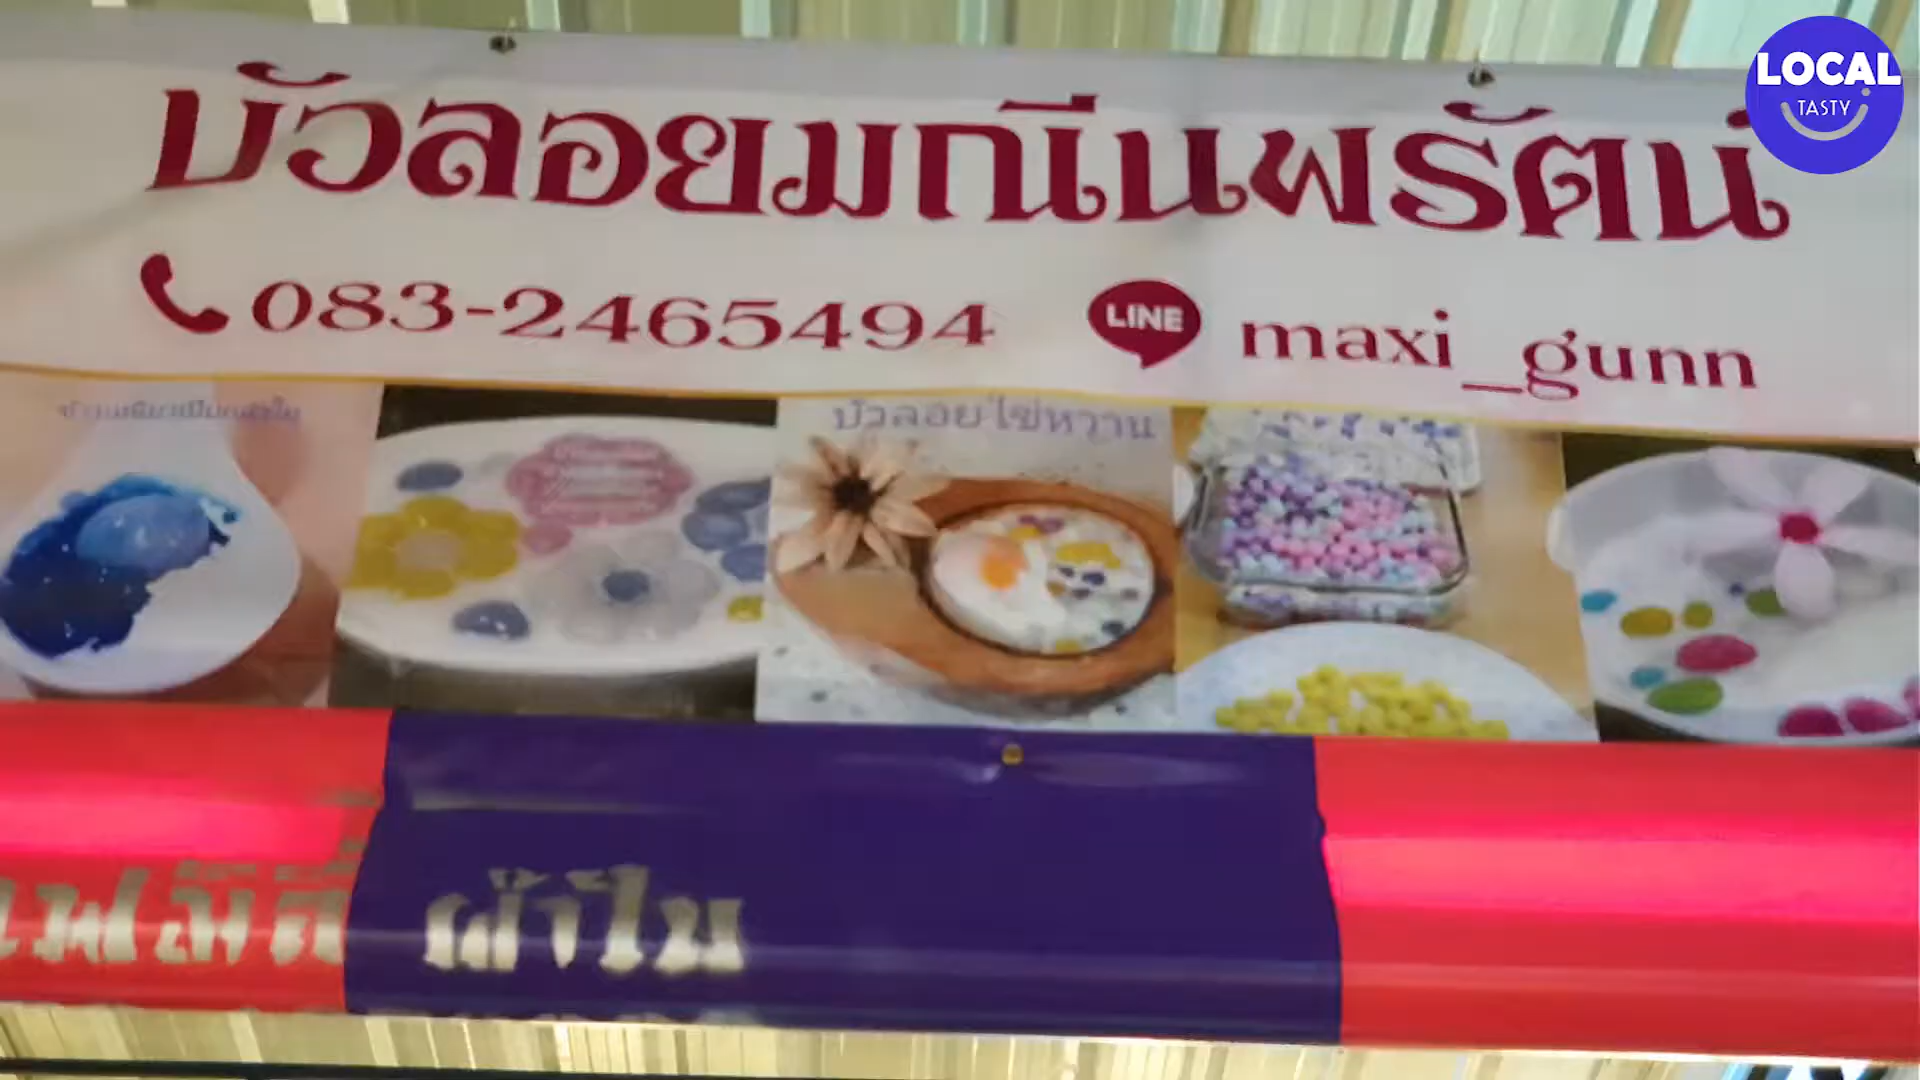 บัวลอยมณีนพรัตน์
083-2465494 LINE maxi_gunn
บัวลอยไข่หวาน
ผ้าใบ
LOCAL
TASTY